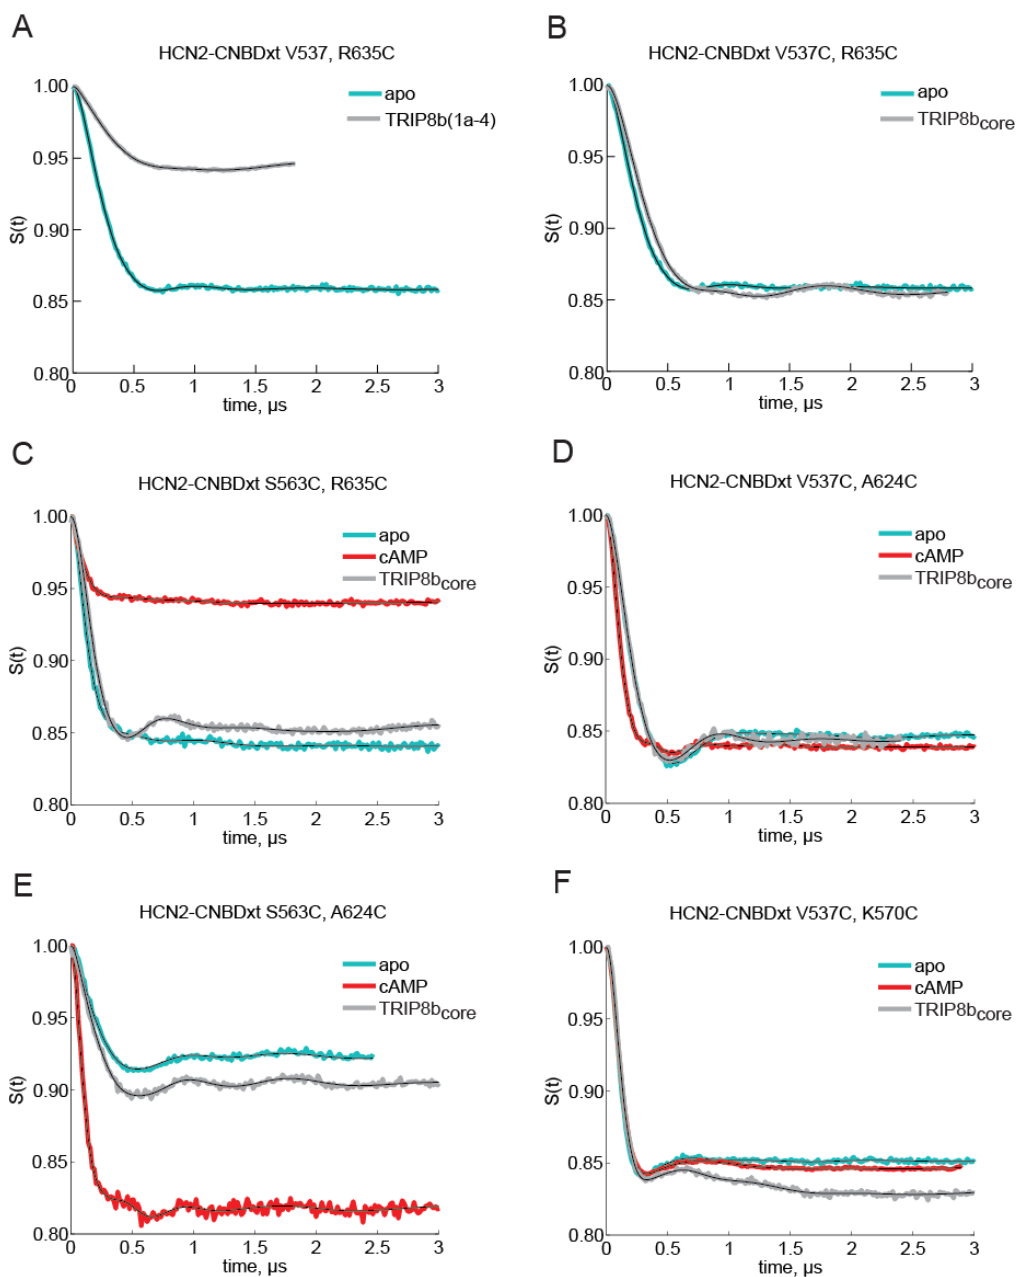 A
HCN2-CNBDxt V537, R635C
1.00
0.95
0.90
0.85
0.80
S(t)
apo
TRIP8b(1a-4)
0 0.5 1 1.5 2 2.5 3
time, µs
B
HCN2-CNBDxt V537C, R635C
1.00
0.95
0.90
0.85
0.80
S(t)
apo
TRIP8bcore
0 0.5 1 1.5 2 2.5 3
time, µs
C
HCN2-CNBDxt S563C, R635C
1.00
0.95
0.90
0.85
0.80
S(t)
apo
cAMP
TRIP8bcore
0 0.5 1 1.5 2 2.5 3
time, µs
D
HCN2-CNBDxt V537C, A624C
1.00
0.95
0.90
0.85
0.80
S(t)
apo
cAMP
TRIP8bcore
0 0.5 1 1.5 2 2.5 3
time, µs
E
HCN2-CNBDxt S563C, A624C
1.00
0.95
0.90
0.85
0.80
S(t)
apo
cAMP
TRIP8bcore
0 0.5 1 1.5 2 2.5 3
time, µs
F
HCN2-CNBDxt V537C, K570C
1.00
0.95
0.90
0.85
0.80
S(t)
apo
cAMP
TRIP8bcore
0 0.5 1 1.5 2 2.5 3
time, µs